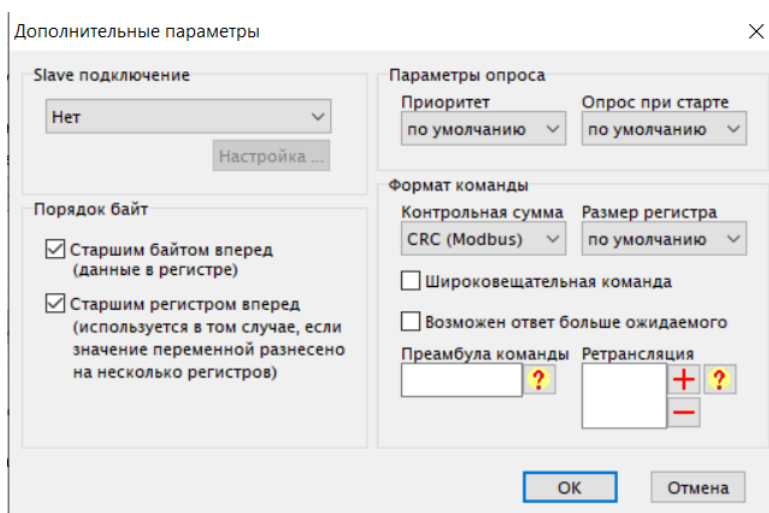 Дополнительные параметры
Slave подключение
Нет
Настройка ...
Порядок байт
Старшим байтом вперед
(данные в регистре)
Старшим регистром вперед
(используется в том случае, если
значение переменной разнесено
на несколько регистров)
Параметры опроса
Приоритет Опрос при старте
по умолчанию по умолчанию
Формат команды
Контрольная сумма Размер регистра
CRC (Modbus) по умолчанию
Широковещательная команда
Возможен ответ больше ожидаемого
Преамбула команды Ретрансляция
? + ?
−
OK Отмена